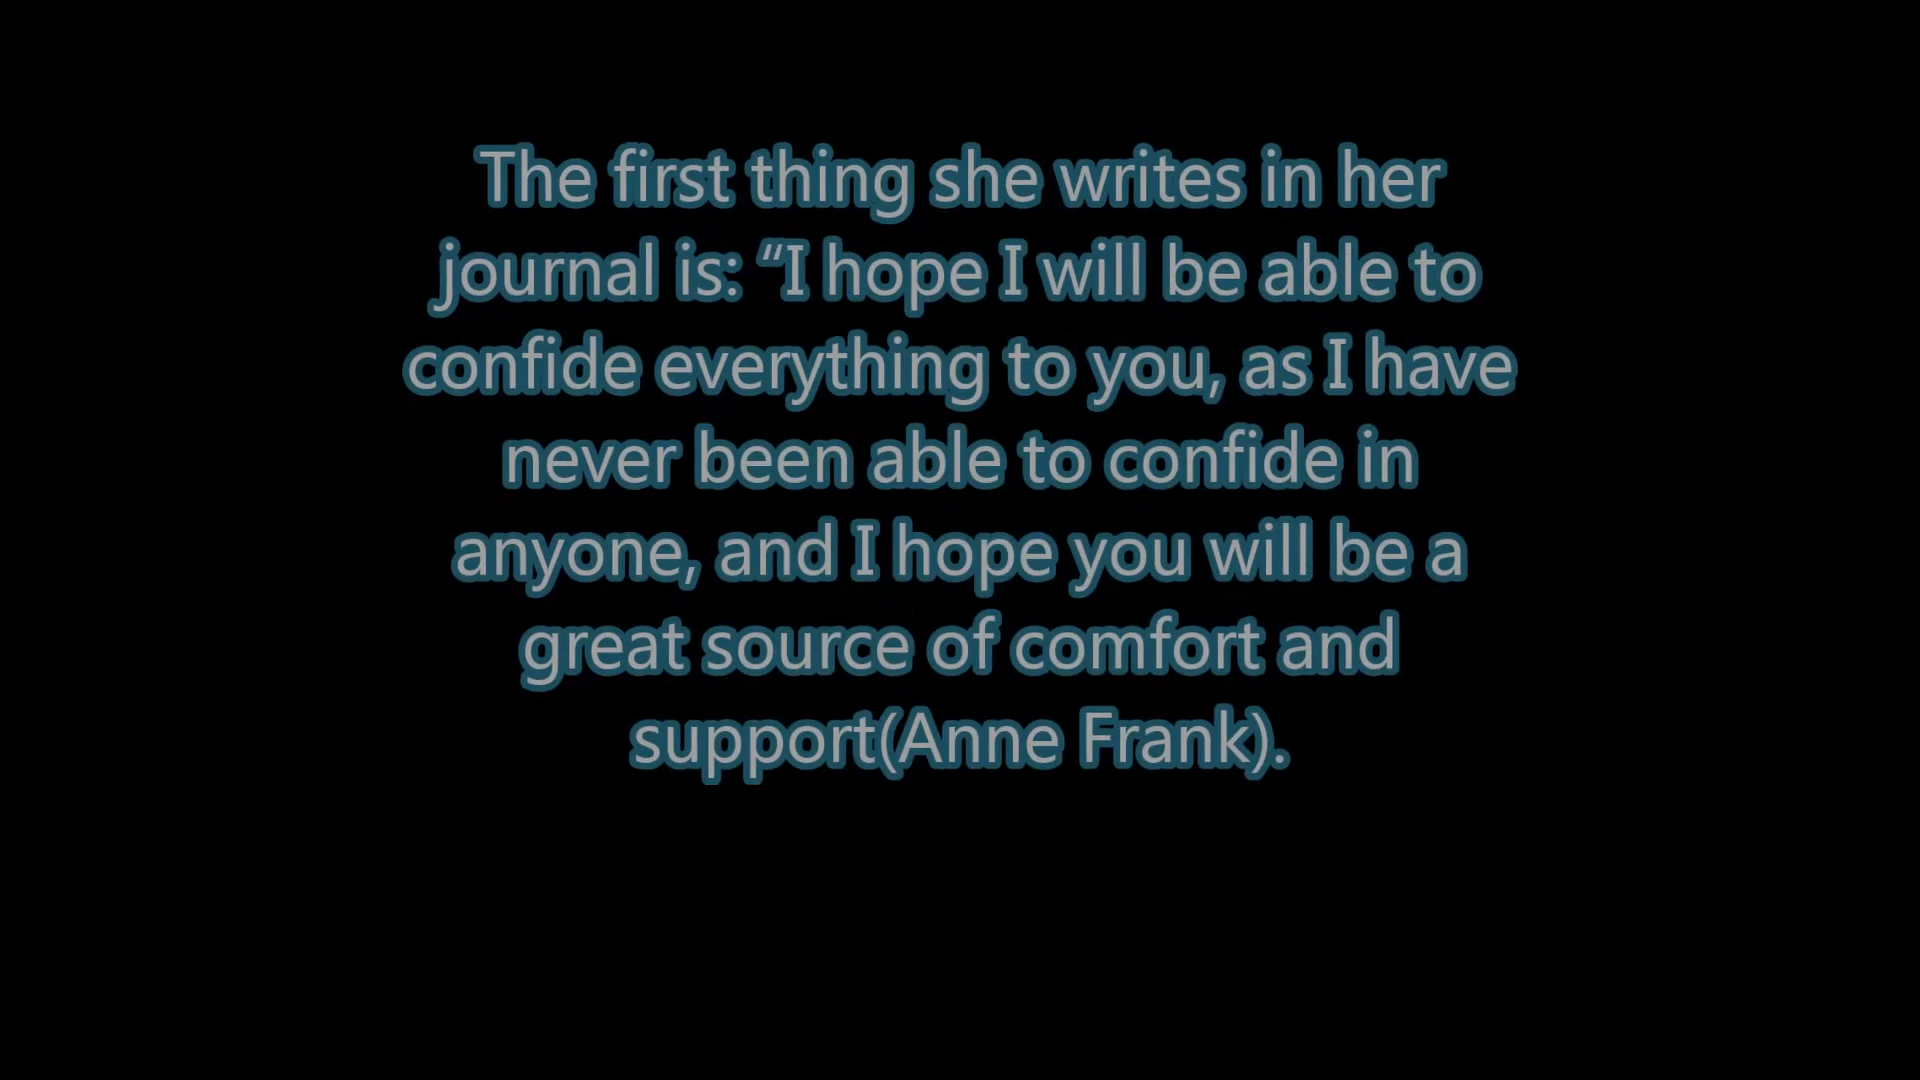 The first thing she writes in her
journal is: “I hope I will be able to
confide everything to you, as I have
never been able to confide in
anyone, and I hope you will be a
great source of comfort and
support(Anne Frank).